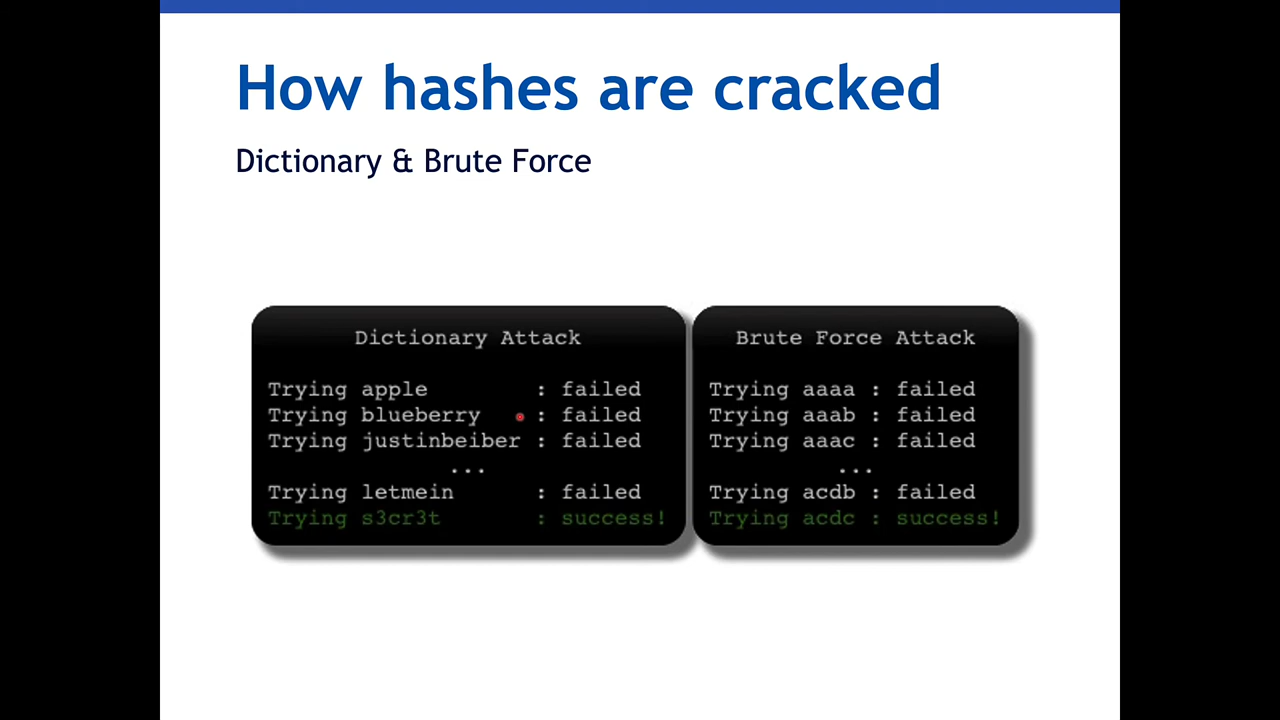 How hashes are cracked
Dictionary & Brute Force
Dictionary Attack
Trying apple : failed
Trying blueberry : failed
Trying justinbeiber : failed
...
Trying letmein : failed
Trying s3cr3t : success!
Brute Force Attack
Trying aaaa : failed
Trying aaab : failed
Trying aaac : failed
...
Trying acdb : failed
Trying acdc : success!